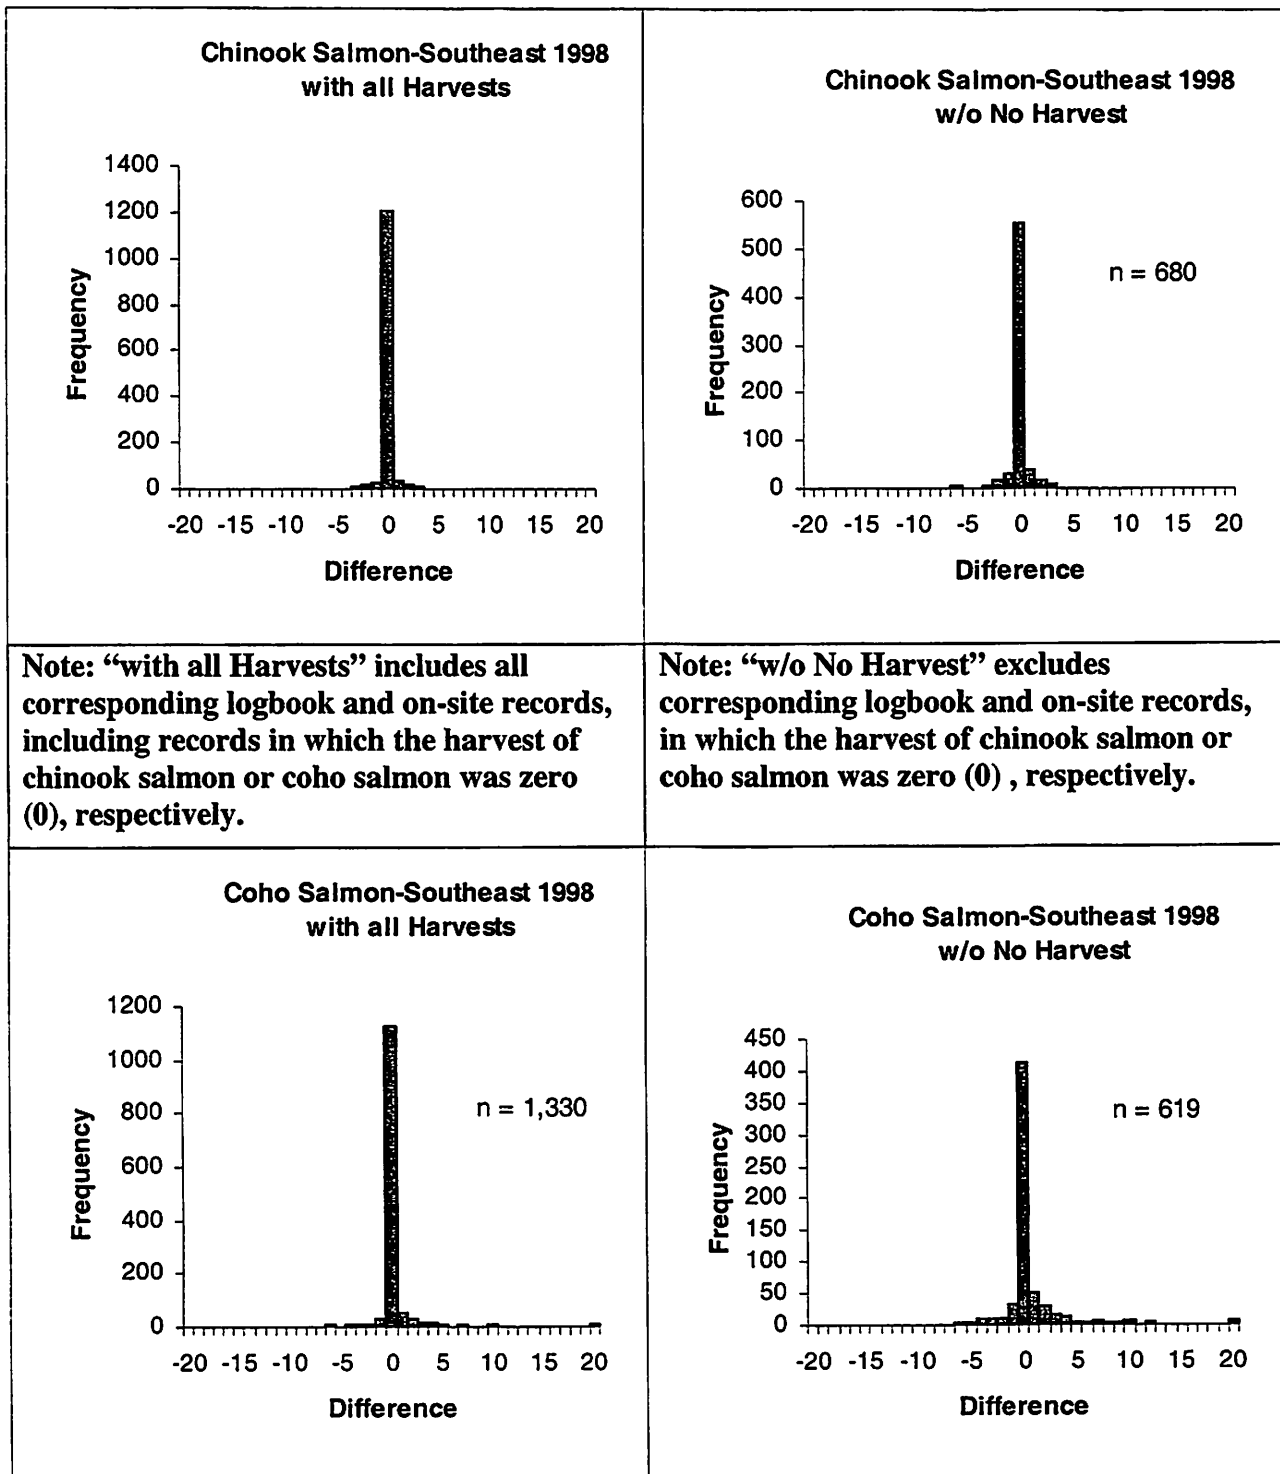 Chinook Salmon-Southeast 1998
with all Harvests
1400
1200
1000
800
600
400
200
0
Frequency
-20 -15 -10 -5 0 5 10 15 20
Difference
Chinook Salmon-Southeast 1998
w/o No Harvest
600
500
400
300
200
100
0
Frequency
n = 680
-20 -15 -10 -5 0 5 10 15 20
Difference
Note: “with all Harvests” includes all
corresponding logbook and on-site records,
including records in which the harvest of
chinook salmon or coho salmon was zero
(0), respectively.
Note: “w/o No Harvest” excludes
corresponding logbook and on-site records,
in which the harvest of chinook salmon or
coho salmon was zero (0) , respectively.
Coho Salmon-Southeast 1998
with all Harvests
1200
1000
800
600
400
200
0
Frequency
n = 1,330
-20 -15 -10 -5 0 5 10 15 20
Difference
Coho Salmon-Southeast 1998
w/o No Harvest
450
400
350
300
250
200
150
100
50
0
Frequency
n = 619
-20 -15 -10 -5 0 5 10 15 20
Difference